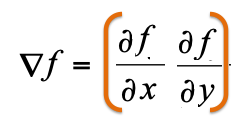 ∇f = (∂f/∂x ∂f/∂y)